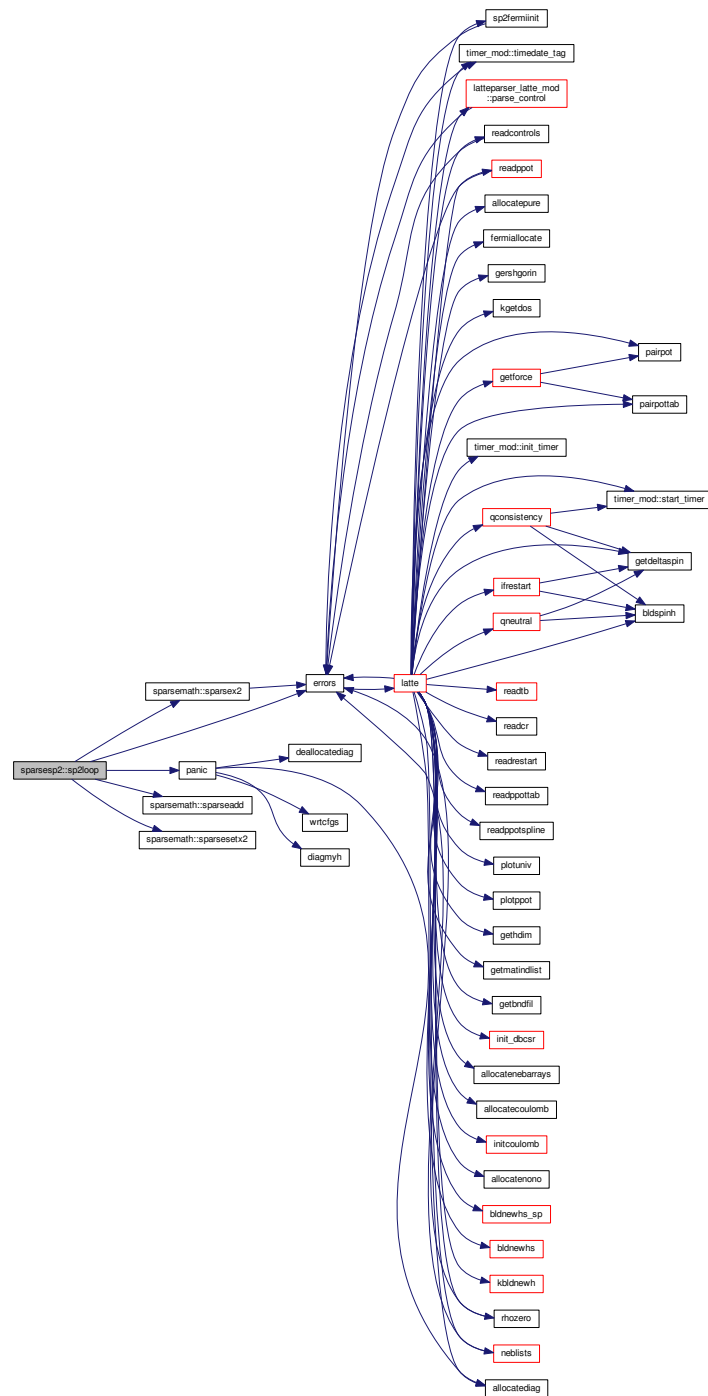 sp2fermiinit
timer_mod::timedate_tag
latteparser_latte_mod
::parse_control
readcontrols
readppot
allocatepure
fermiallocate
gershgorin
kgetdos
pairpot
getforce
pairpottab
timer_mod::init_timer
timer_mod::start_timer
qconsistency
getdeltaspin
ifrestart
bldspinh
qneutral
errors
latte
readtb
sparsemath::sparsex2
readcr
deallocatediag
readrestart
sparsesp2::sp2loop
panic
readppottab
sparsemath::sparseadd
wrtcfgs
readppotspline
sparsemath::sparsesetx2
diagmyh
plotuniv
plotppot
gethdim
getmatindlist
getbndfil
init_dbcsr
allocatenebarrays
allocatecoulomb
initcoulomb
allocatenono
bldnewhs_sp
bldnewhs
kbldnewh
rhozero
neblists
allocatediag